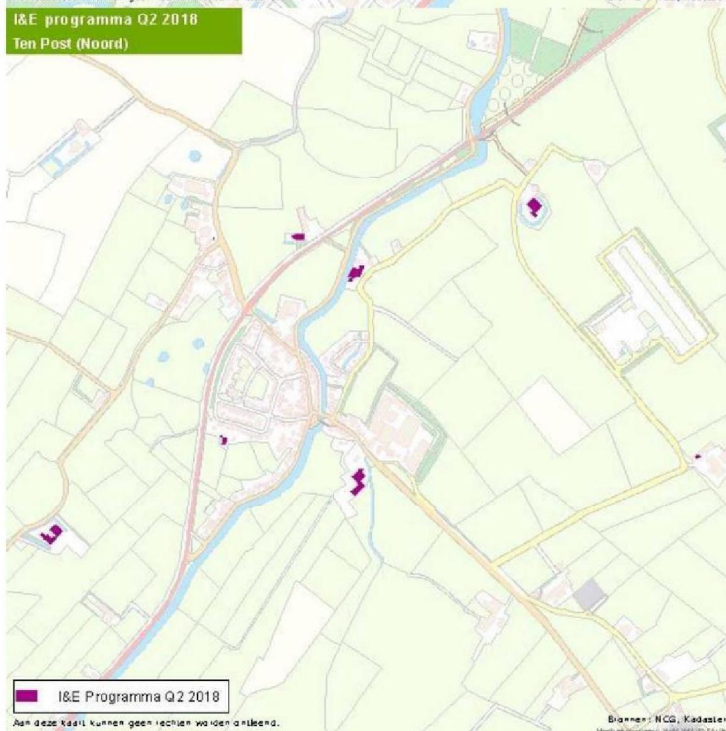 I&E programma Q2 2018
Ten Post (Noord)
I&E Programma Q2 2018
Aan deze kaart kunnen geen rechten worden ontleend.
Bronnen: NCG, Kadaster